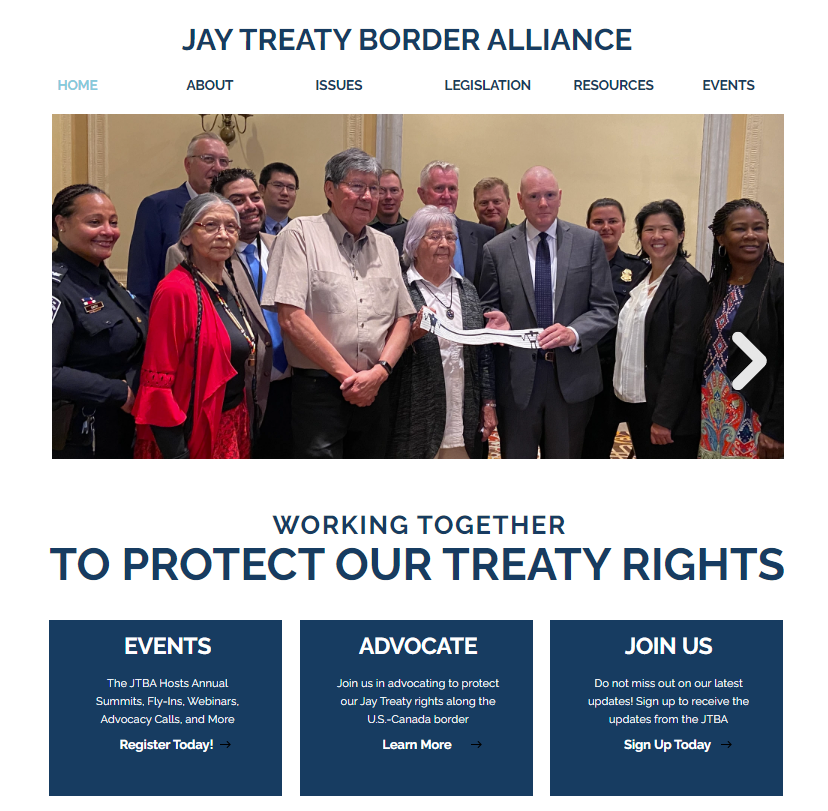 JAY TREATY BORDER ALLIANCE
HOME ABOUT ISSUES LEGISLATION RESOURCES EVENTS
WORKING TOGETHER
TO PROTECT OUR TREATY RIGHTS
EVENTS
The JTBA Hosts Annual
Summits, Fly-Ins, Webinars,
Advocacy Calls, and More
Register Today! →
ADVOCATE
Join us in advocating to protect
our Jay Treaty rights along the
U.S.-Canada border
Learn More →
JOIN US
Do not miss out on our latest
updates! Sign up to receive the
updates from the JTBA
Sign Up Today →